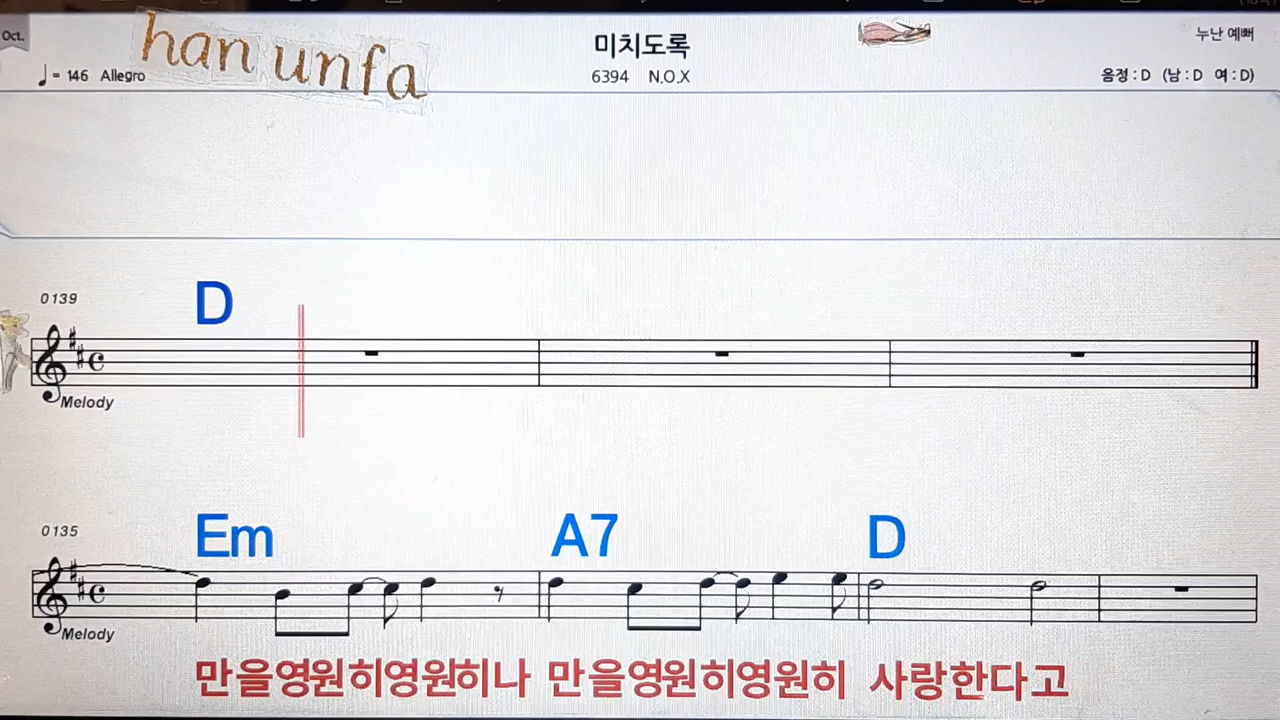 Oct.
han unfa
미치도록
누난 예뻐
♩= 146 Allegro
6394 N.O.X
음정 : D (남 : D 여 : D)
0139
D
Melody
0135
Em A7 D
Melody
만을영원히영원히나 만을영원히영원히 사랑한다고